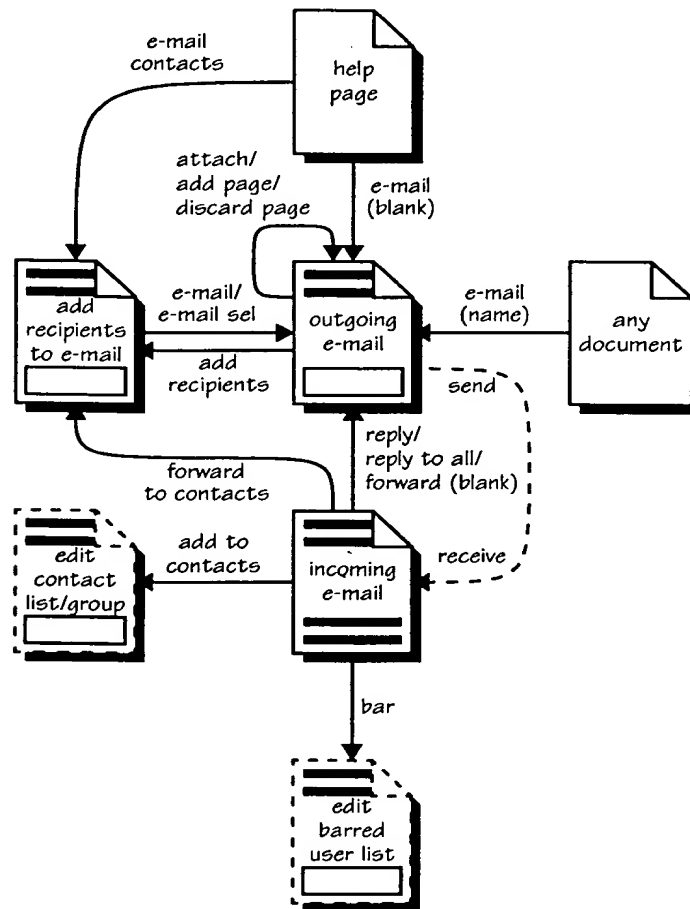 e-mail
contacts
help
page
attach/
add page/
discard page
e-mail
(blank)
add
recipients
to e-mail
e-mail/
e-mail sel
add
recipients
outgoing
e-mail
e-mail
(name)
any
document
send
reply/
reply to all/
forward (blank)
forward
to contacts
edit
contact
list/group
add to
contacts
incoming
e-mail
receive
bar
edit
barred
user list